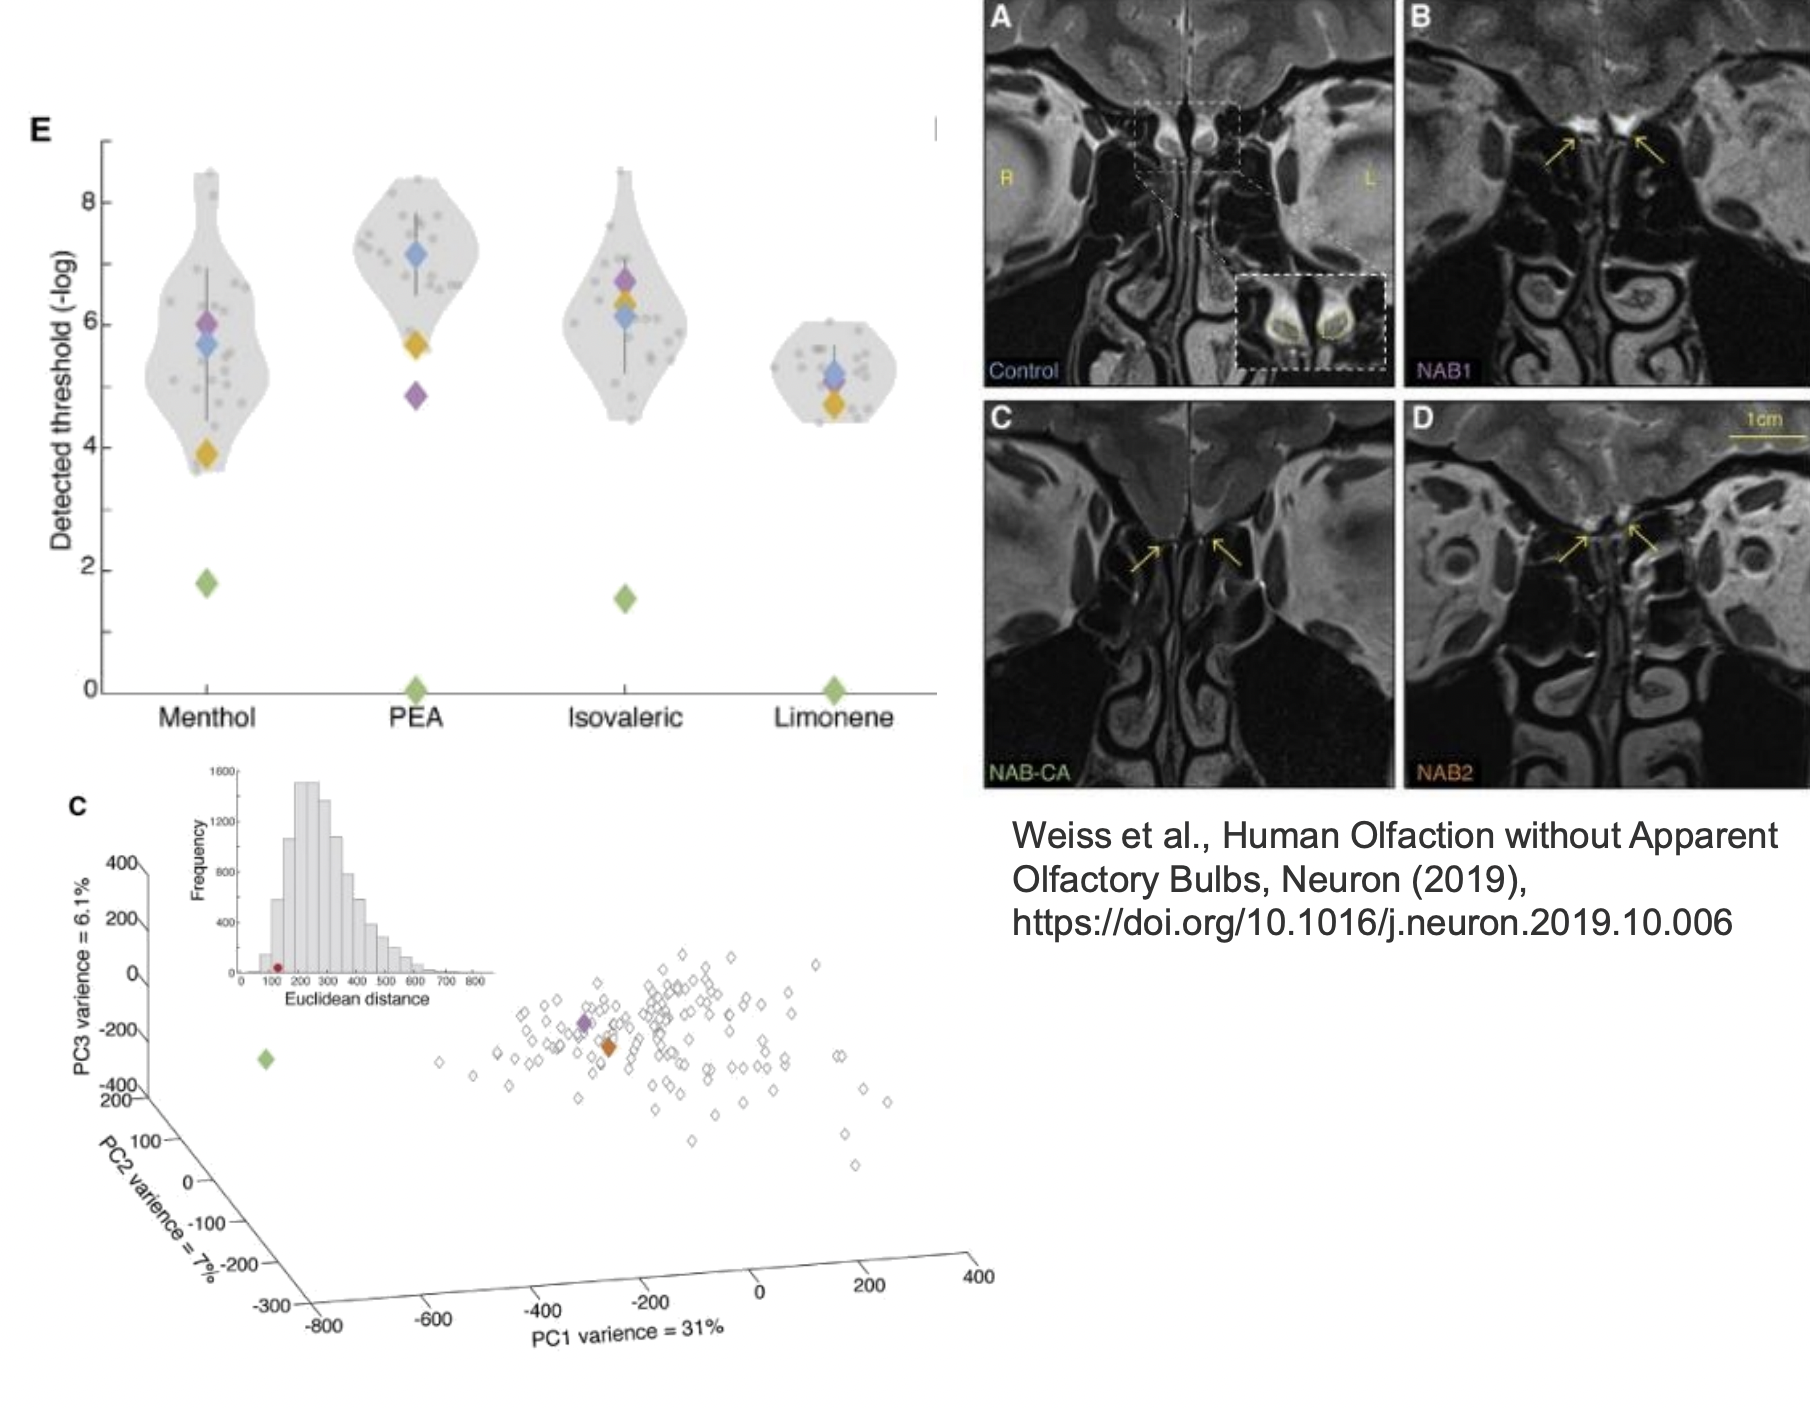 E
Detected threshold (-log)
8
6
4
2
0
Menthol PEA Isovaleric Limonene
A
R
L
Control
B
NAB1
C
NAB-CA
D
1cm
NAB2
Weiss et al., Human Olfaction without Apparent
Olfactory Bulbs, Neuron (2019),
https://doi.org/10.1016/j.neuron.2019.10.006
C
Frequency
1600
1200
800
400
0
0 100 200 300 400 500 600 700 800
Euclidean distance
PC3 varience = 6.1%
400
200
0
-200
-400
PC2 varience = 7%
200
100
0
-100
-200
-300
-800 -600 -400 -200 0 200 400
PC1 varience = 31%